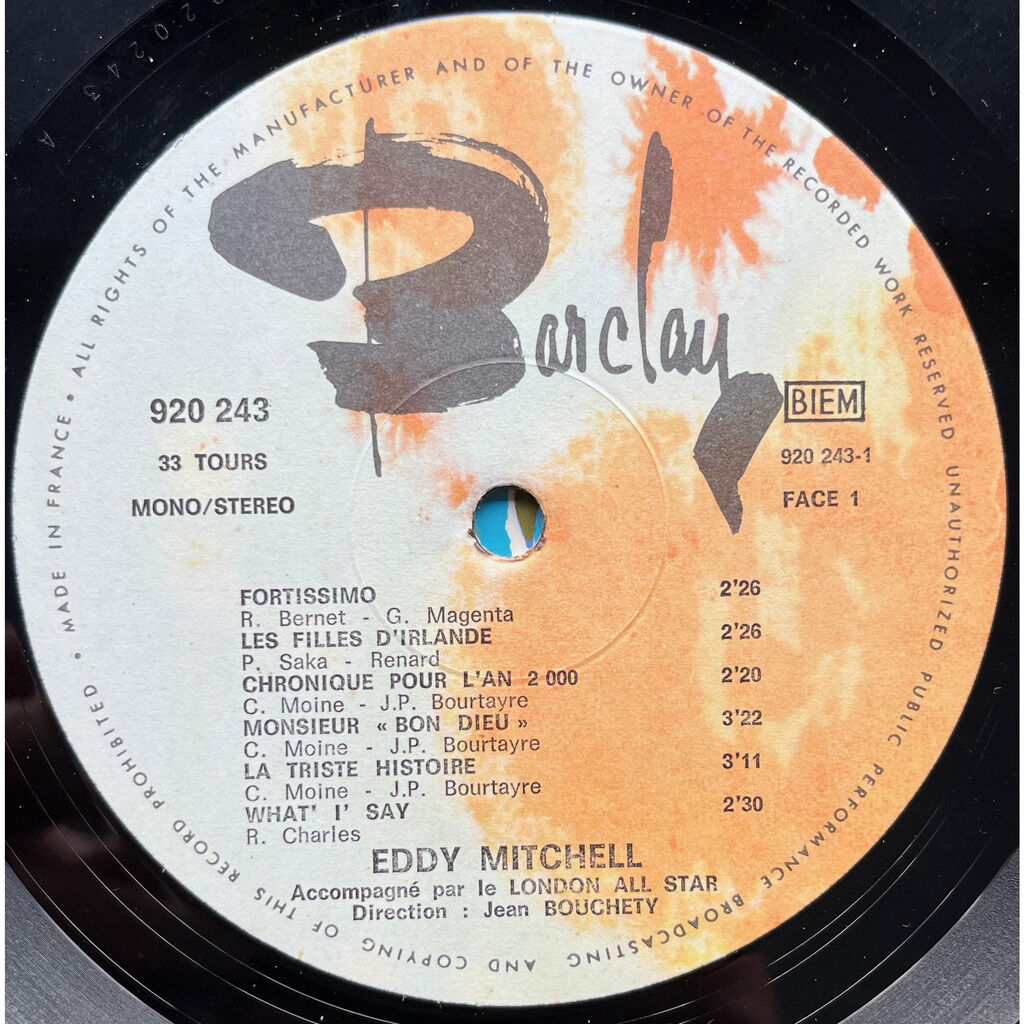 • MADE IN FRANCE • ALL RIGHTS OF THE MANUFACTURER AND OF THE OWNER OF THE RECORDED WORK RESERVED UNAUTHORIZED PUBLIC PERFORMANCE BROADCASTING AND COPYING OF THIS RECORD PROHIBITED
Barclay
920 243
33 TOURS
MONO/STEREO
BIEM
920 243-1
FACE 1
FORTISSIMO 2'26
R. Bernet - G. Magenta
LES FILLES D'IRLANDE 2'26
P. Saka - Renard
CHRONIQUE POUR L'AN 2 000 2'20
C. Moine - J.P. Bourtayre
MONSIEUR « BON DIEU » 3'22
C. Moine - J.P. Bourtayre
LA TRISTE HISTOIRE 3'11
C. Moine - J.P. Bourtayre
WHAT' I' SAY 2'30
R. Charles
EDDY MITCHELL
Accompagné par le LONDON ALL STAR
Direction : Jean BOUCHETY